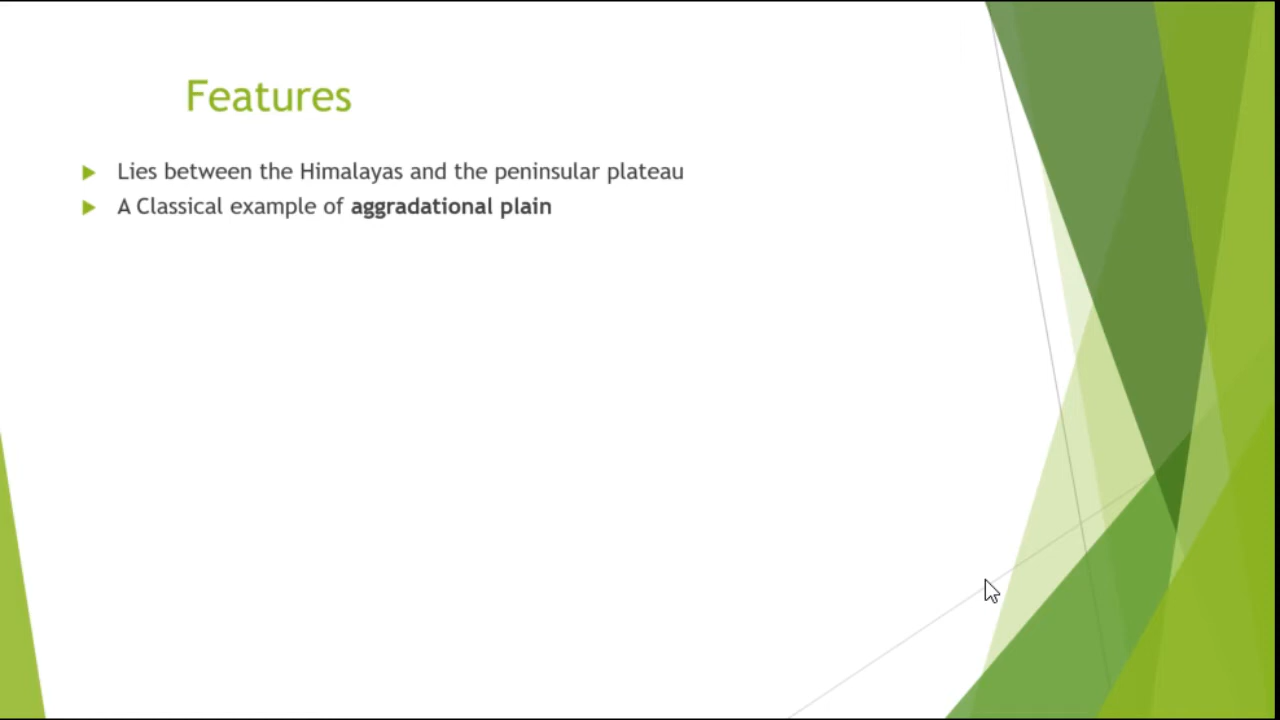 Features
Lies between the Himalayas and the peninsular plateau
A Classical example of aggradational plain